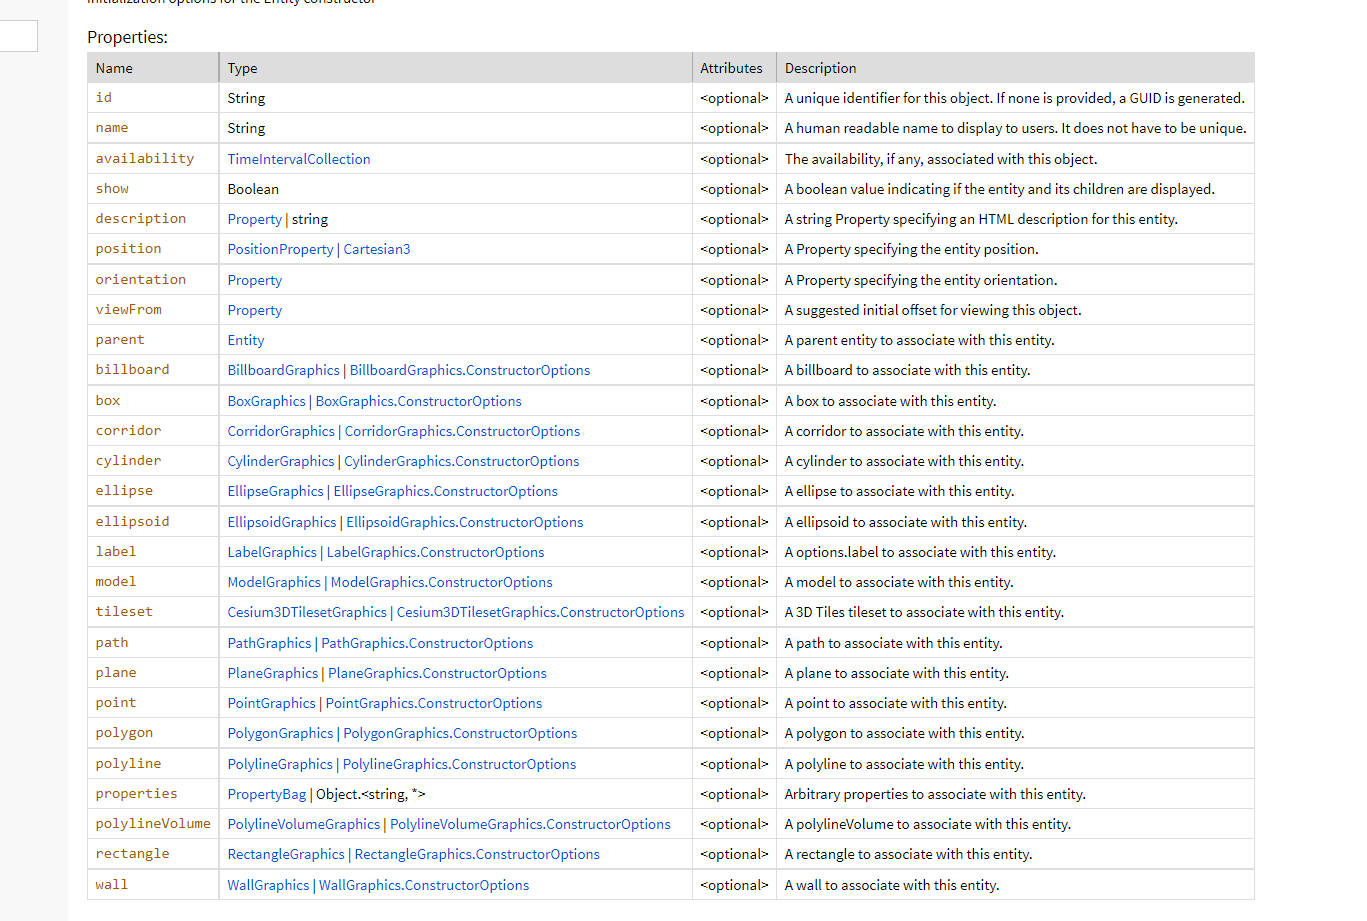 Initialization options for the Entity constructor
Properties:
Name Type Attributes Description
id String <optional> A unique identifier for this object. If none is provided, a GUID is generated.
name String <optional> A human readable name to display to users. It does not have to be unique.
availability TimeIntervalCollection <optional> The availability, if any, associated with this object.
show Boolean <optional> A boolean value indicating if the entity and its children are displayed.
description Property | string <optional> A string Property specifying an HTML description for this entity.
position PositionProperty | Cartesian3 <optional> A Property specifying the entity position.
orientation Property <optional> A Property specifying the entity orientation.
viewFrom Property <optional> A suggested initial offset for viewing this object.
parent Entity <optional> A parent entity to associate with this entity.
billboard BillboardGraphics | BillboardGraphics.ConstructorOptions <optional> A billboard to associate with this entity.
box BoxGraphics | BoxGraphics.ConstructorOptions <optional> A box to associate with this entity.
corridor CorridorGraphics | CorridorGraphics.ConstructorOptions <optional> A corridor to associate with this entity.
cylinder CylinderGraphics | CylinderGraphics.ConstructorOptions <optional> A cylinder to associate with this entity.
ellipse EllipseGraphics | EllipseGraphics.ConstructorOptions <optional> A ellipse to associate with this entity.
ellipsoid EllipsoidGraphics | EllipsoidGraphics.ConstructorOptions <optional> A ellipsoid to associate with this entity.
label LabelGraphics | LabelGraphics.ConstructorOptions <optional> A options.label to associate with this entity.
model ModelGraphics | ModelGraphics.ConstructorOptions <optional> A model to associate with this entity.
tileset Cesium3DTilesetGraphics | Cesium3DTilesetGraphics.ConstructorOptions <optional> A 3D Tiles tileset to associate with this entity.
path PathGraphics | PathGraphics.ConstructorOptions <optional> A path to associate with this entity.
plane PlaneGraphics | PlaneGraphics.ConstructorOptions <optional> A plane to associate with this entity.
point PointGraphics | PointGraphics.ConstructorOptions <optional> A point to associate with this entity.
polygon PolygonGraphics | PolygonGraphics.ConstructorOptions <optional> A polygon to associate with this entity.
polyline PolylineGraphics | PolylineGraphics.ConstructorOptions <optional> A polyline to associate with this entity.
properties PropertyBag | Object.<string, *> <optional> Arbitrary properties to associate with this entity.
polylineVolume PolylineVolumeGraphics | PolylineVolumeGraphics.ConstructorOptions <optional> A polylineVolume to associate with this entity.
rectangle RectangleGraphics | RectangleGraphics.ConstructorOptions <optional> A rectangle to associate with this entity.
wall WallGraphics | WallGraphics.ConstructorOptions <optional> A wall to associate with this entity.